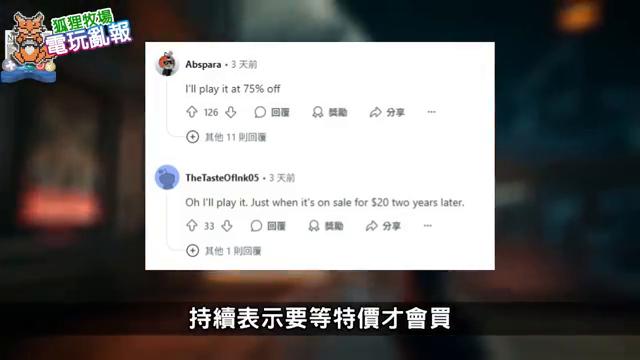 狐狸牧場
電玩亂報
Abspara • 3 天前
I'll play it at 75% off
126 回覆 獎勵 分享 ...
其他 11 則回覆
TheTasteOfInk05 • 3 天前
Oh I'll play it. Just when it's on sale for $20 two years later.
33 回覆 獎勵 分享 ...
其他 1 則回覆
持續表示要等特價才會買